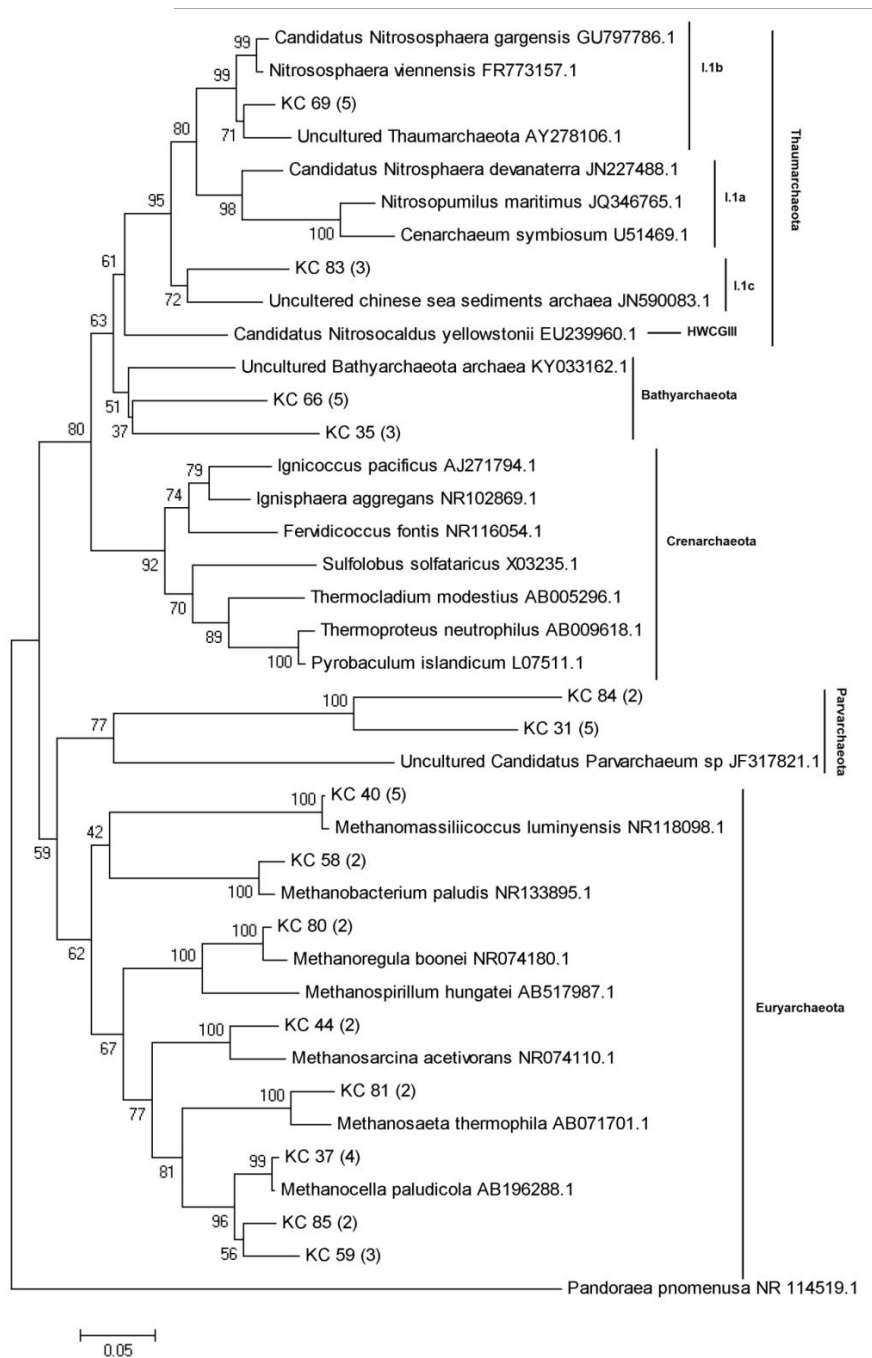 99
Candidatus Nitrososphaera gargensis GU797786.1
99
Nitrososphaera viennensis FR773157.1
I.1b
KC 69 (5)
71
Uncultured Thaumarchaeota AY278106.1
80
Candidatus Nitrosphaera devanaterra JN227488.1
98
Nitrosopumilus maritimus JQ346765.1
I.1a
100
Cenarchaeum symbiosum U51469.1
95
KC 83 (3)
72
Uncultered chinese sea sediments archaea JN590083.1
I.1c
61
Candidatus Nitrosocaldus yellowstonii EU239960.1
HWCGIII
Thaumarchaeota
63
Uncultured Bathyarchaeota archaea KY033162.1
51
KC 66 (5)
37
KC 35 (3)
Bathyarchaeota
80
79
Ignicoccus pacificus AJ271794.1
74
Ignisphaera aggregans NR102869.1
Fervidicoccus fontis NR116054.1
92
Sulfolobus solfataricus X03235.1
70
Thermocladium modestius AB005296.1
89
Thermoproteus neutrophilus AB009618.1
100
Pyrobaculum islandicum L07511.1
Crenarchaeota
100
KC 84 (2)
77
KC 31 (5)
Uncultured Candidatus Parvarchaeum sp JF317821.1
Parvarchaeota
59
100
KC 40 (5)
42
Methanomassiliicoccus luminyensis NR118098.1
KC 58 (2)
100
Methanobacterium paludis NR133895.1
62
100
KC 80 (2)
100
Methanoregula boonei NR074180.1
Methanospirillum hungatei AB517987.1
67
100
KC 44 (2)
Methanosarcina acetivorans NR074110.1
77
100
KC 81 (2)
Methanosaeta thermophila AB071701.1
81
99
KC 37 (4)
Methanocella paludicola AB196288.1
96
KC 85 (2)
56
KC 59 (3)
Euryarchaeota
Pandoraea pnomenusa NR 114519.1
0.05